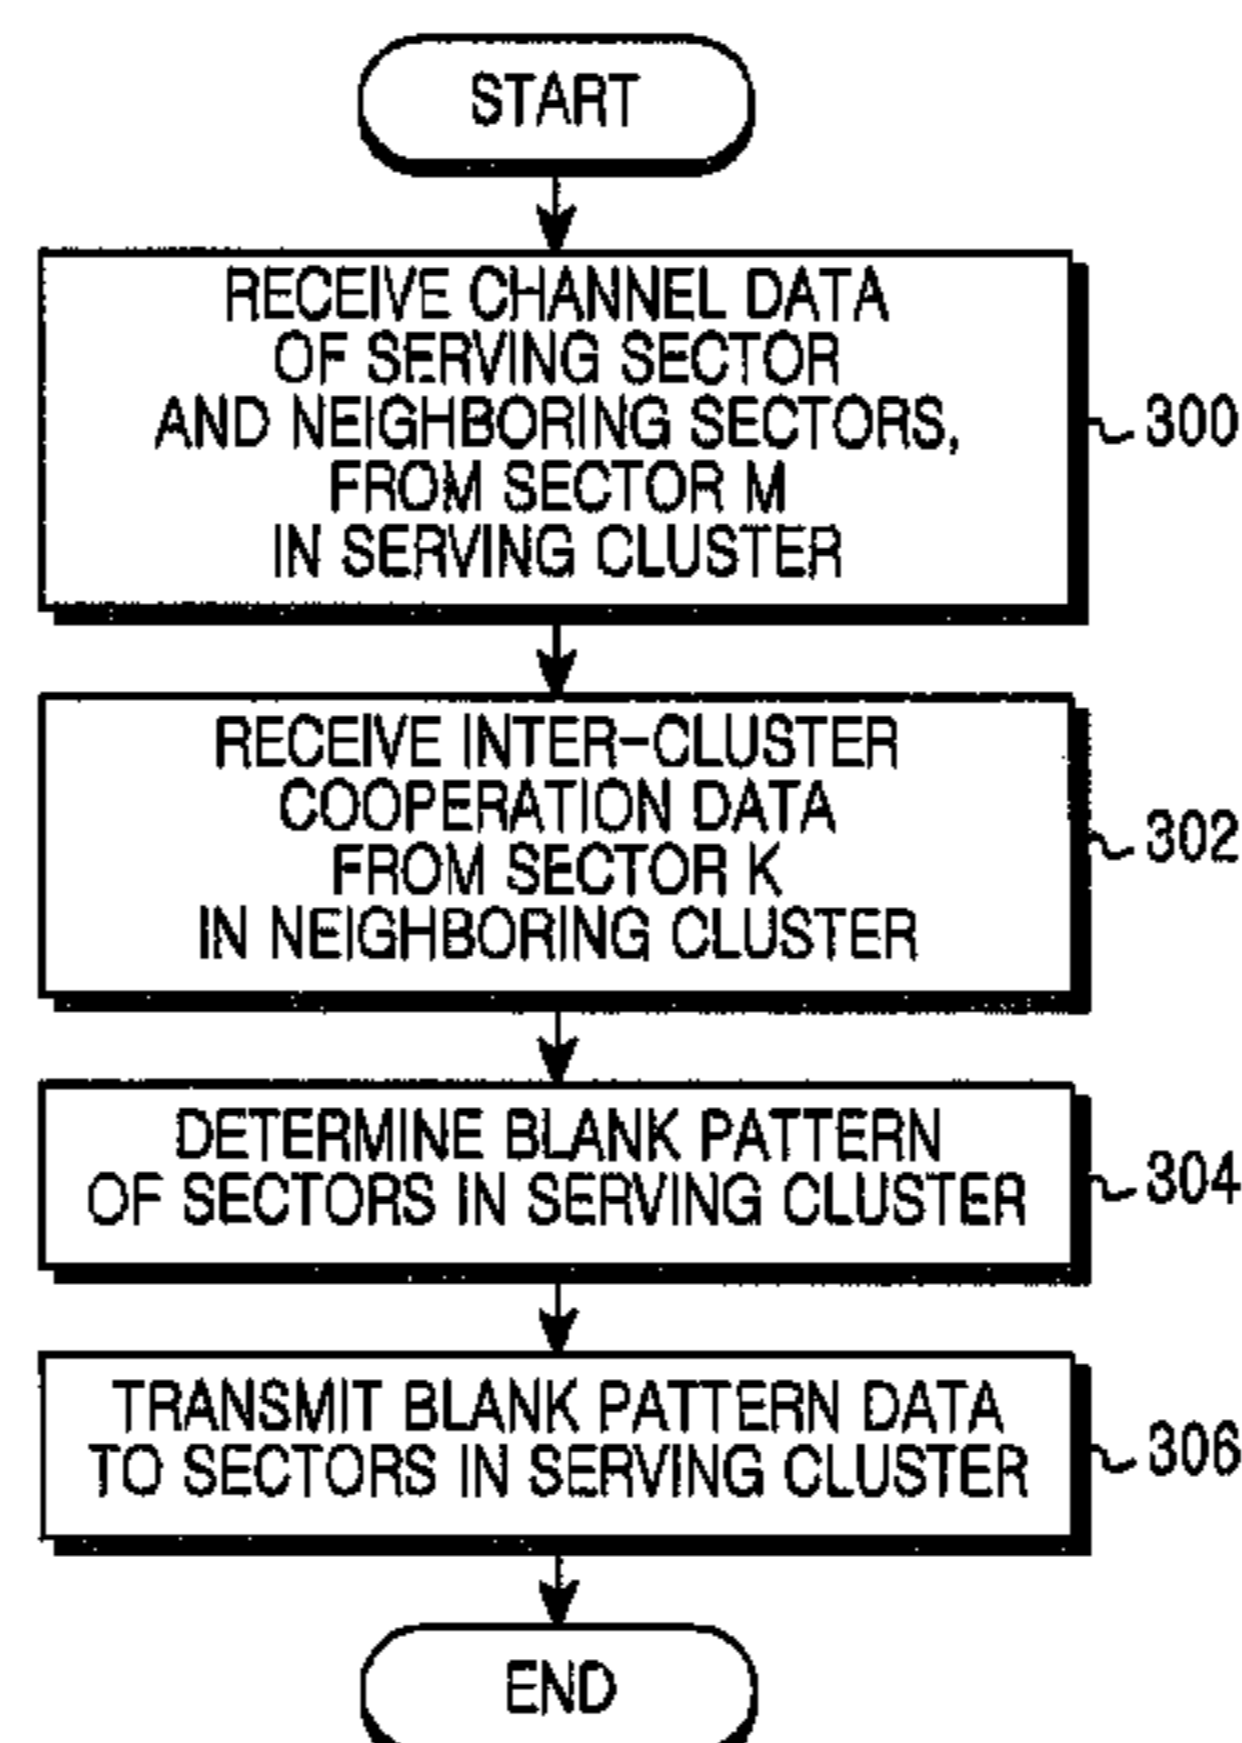 START
RECEIVE CHANNEL DATA
OF SERVING SECTOR
AND NEIGHBORING SECTORS,
FROM SECTOR M
IN SERVING CLUSTER
300
RECEIVE INTER-CLUSTER
COOPERATION DATA
FROM SECTOR K
IN NEIGHBORING CLUSTER
302
DETERMINE BLANK PATTERN
OF SECTORS IN SERVING CLUSTER
304
TRANSMIT BLANK PATTERN DATA
TO SECTORS IN SERVING CLUSTER
306
END